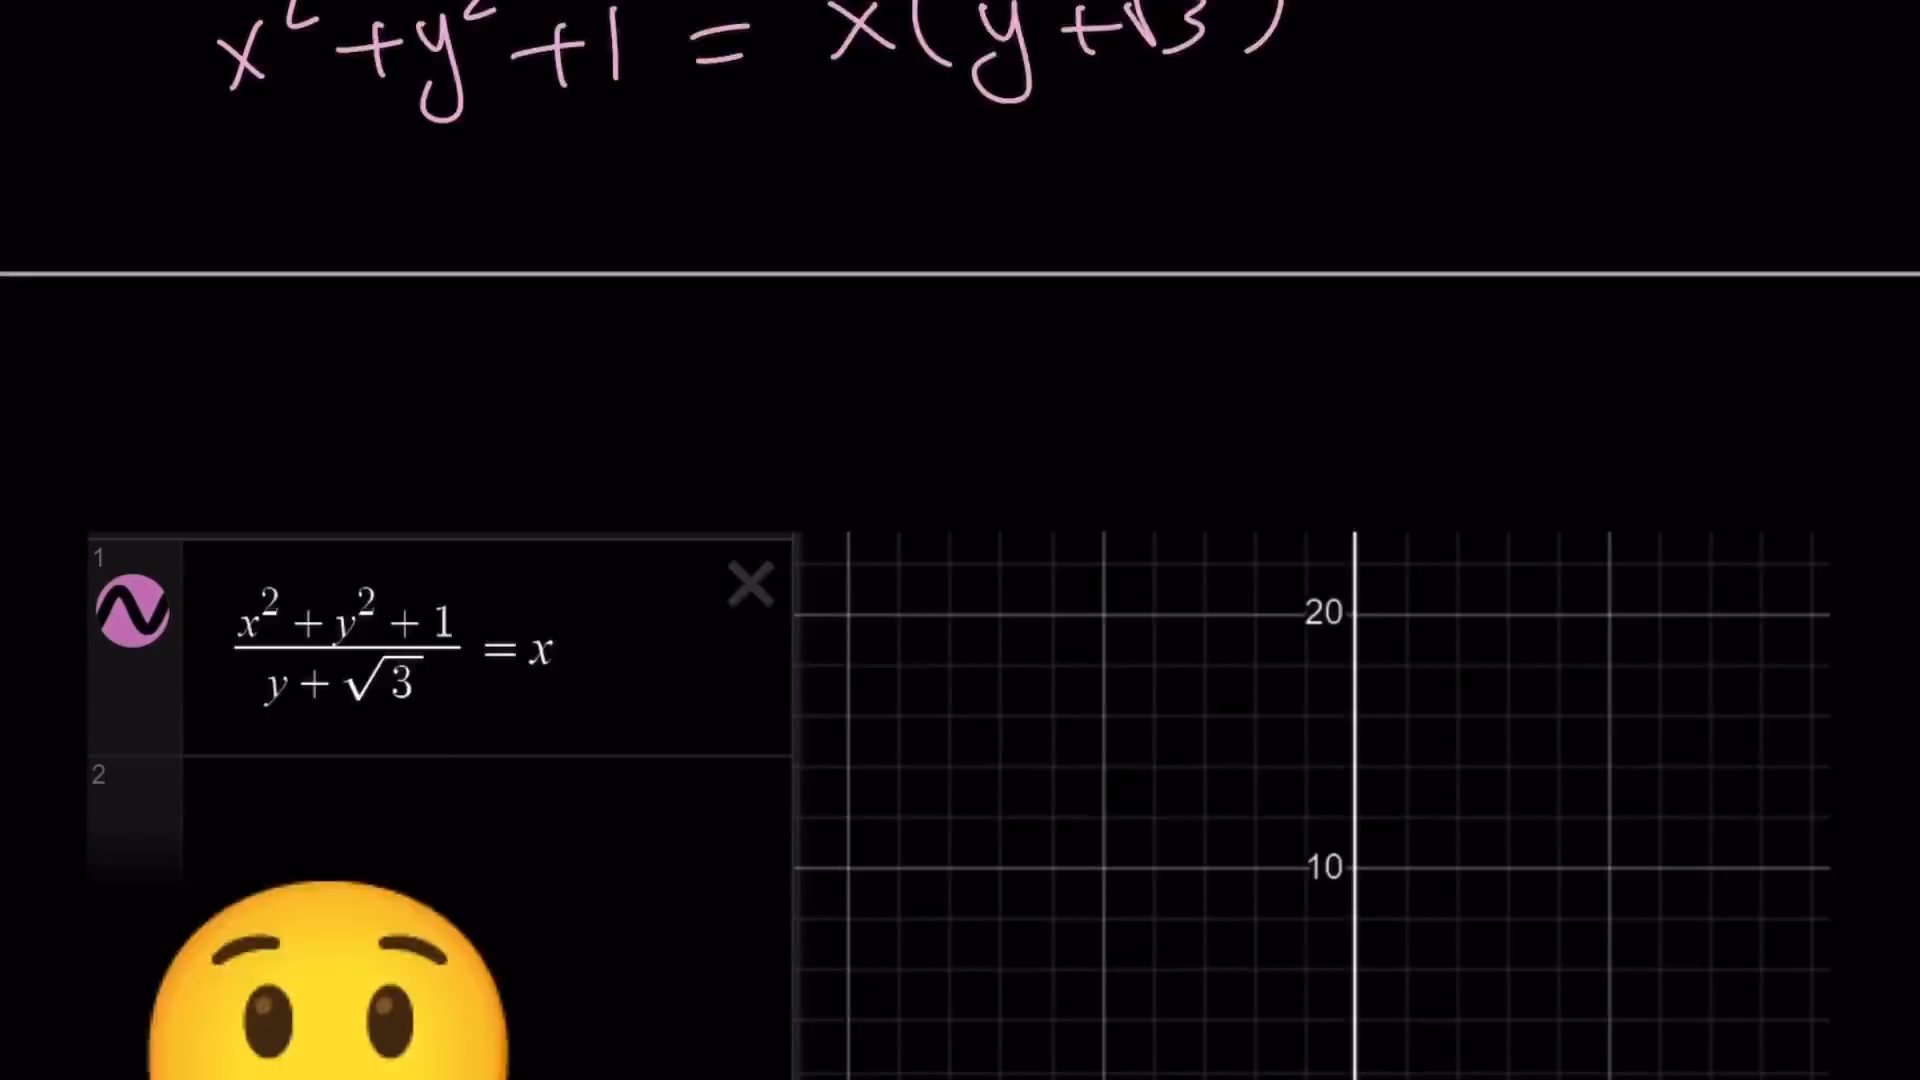 x² + y² + 1 = x(y + √3)
1
(x² + y² + 1)/(y + √3) = x
2
20
10